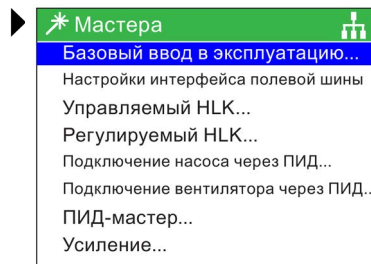 Мастера
Базовый ввод в эксплуатацию...
Настройки интерфейса полевой шины
Управляемый HLK...
Регулируемый HLK...
Подключение насоса через ПИД...
Подключение вентилятора через ПИД..
ПИД-мастер...
Усиление...